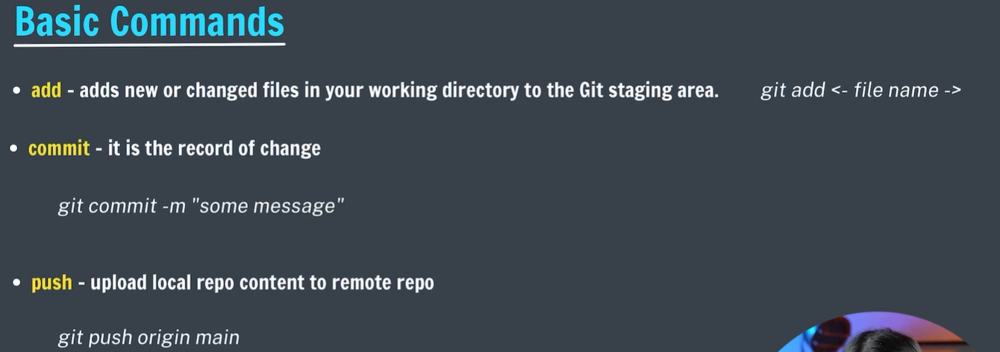 Basic Commands
• add - adds new or changed files in your working directory to the Git staging area. git add <- file name ->
• commit - it is the record of change
git commit -m "some message"
• push - upload local repo content to remote repo
git push origin main